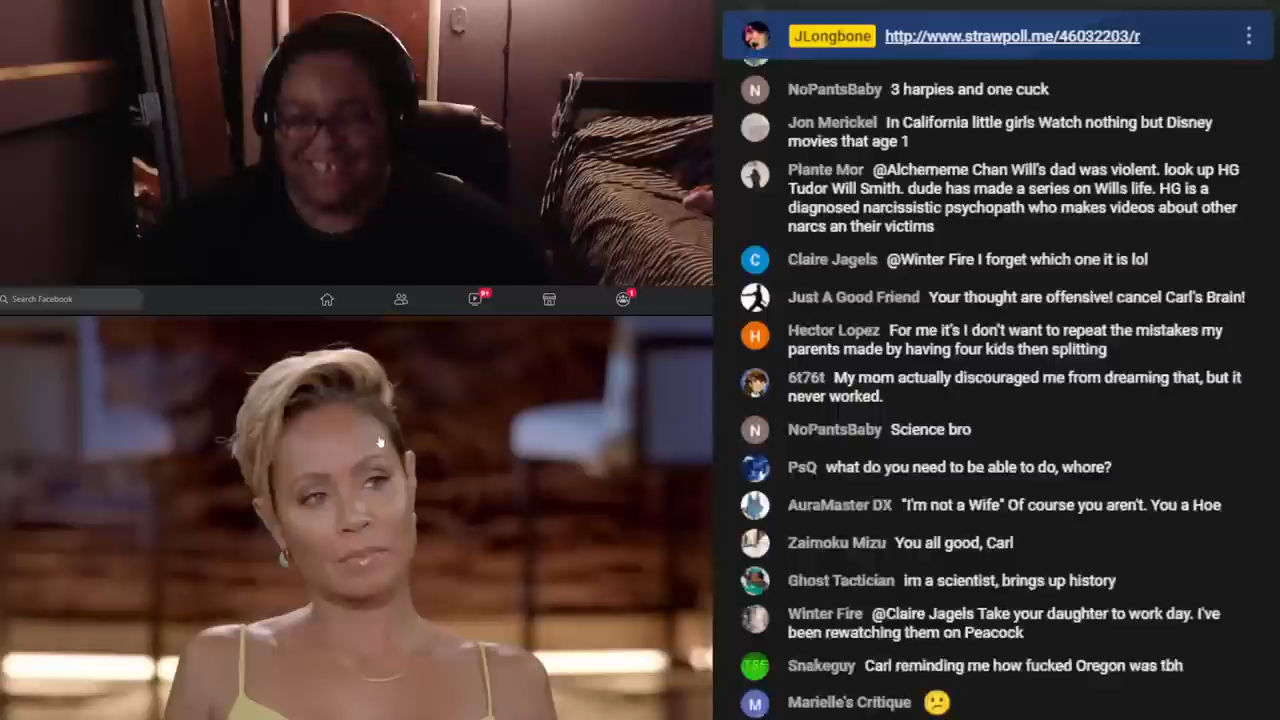 JLongbone http://www.strawpoll.me/46032203/r
NoPantsBaby 3 harpies and one cuck
Jon Merickel In California little girls Watch nothing but Disney
movies that age 1
Plante Mor @Alchememe Chan Will's dad was violent. look up HG
Tudor Will Smith. dude has made a series on Wills life. HG is a
diagnosed narcissistic psychopath who makes videos about other
narcs an their victims
C Claire Jagels @Winter Fire I forget which one it is lol
Just A Good Friend Your thought are offensive! cancel Carl's Brain!
Search Facebook
9+
1
H Hector Lopez For me it's I don't want to repeat the mistakes my
parents made by having four kids then splitting
6t76t My mom actually discouraged me from dreaming that, but it
never worked.
N NoPantsBaby Science bro
PsQ what do you need to be able to do, whore?
AuraMaster DX "I'm not a Wife" Of course you aren't. You a Hoe
Zaimoku Mizu You all good, Carl
Ghost Tactician im a scientist, brings up history
Winter Fire @Claire Jagels Take your daughter to work day. I've
been rewatching them on Peacock
TSF Snakeguy Carl reminding me how fucked Oregon was tbh
M Marielle's Critique 😕